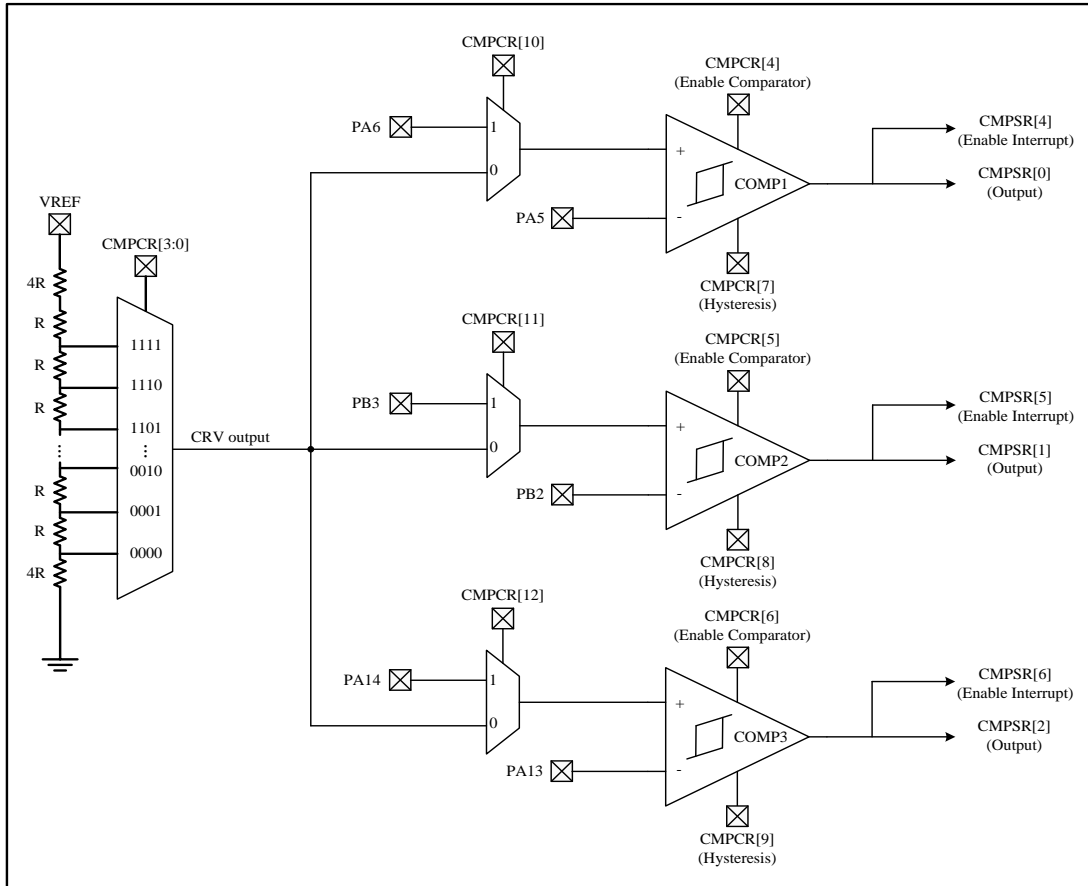 CMPCR[10]
CMPCR[4]
(Enable Comparator)
PA6
1
0
+
-
COMP1
PA5
CMPCR[7]
(Hysteresis)
CMPSR[4]
(Enable Interrupt)
CMPSR[0]
(Output)
VREF
CMPCR[3:0]
4R
R
R
R
...
R
R
4R
1111
1110
1101
...
0010
0001
0000
CRV output
CMPCR[11]
CMPCR[5]
(Enable Comparator)
PB3
1
0
+
-
COMP2
PB2
CMPCR[8]
(Hysteresis)
CMPSR[5]
(Enable Interrupt)
CMPSR[1]
(Output)
CMPCR[12]
CMPCR[6]
(Enable Comparator)
PA14
1
0
+
-
COMP3
PA13
CMPCR[9]
(Hysteresis)
CMPSR[6]
(Enable Interrupt)
CMPSR[2]
(Output)